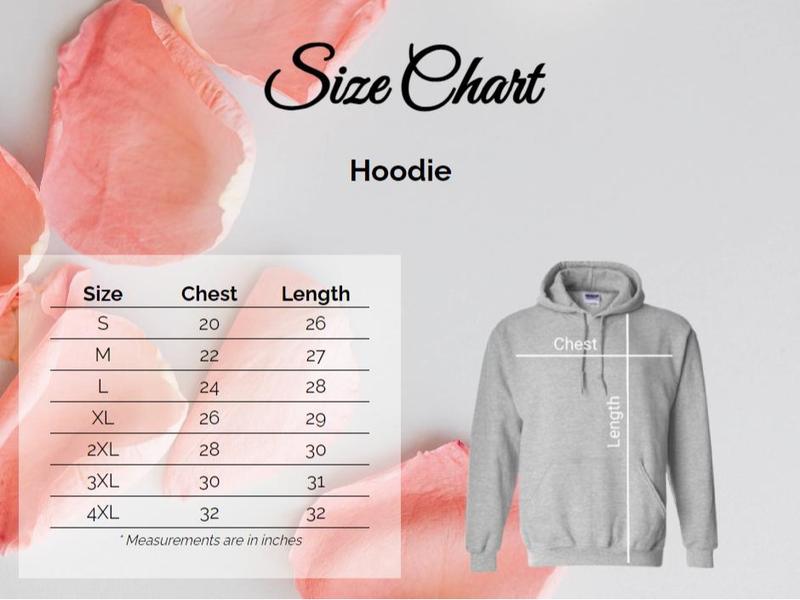 Size Chart
Hoodie
Size Chest Length
S 20 26
M 22 27
L 24 28
XL 26 29
2XL 28 30
3XL 30 31
4XL 32 32
* Measurements are in inches
Chest
Length